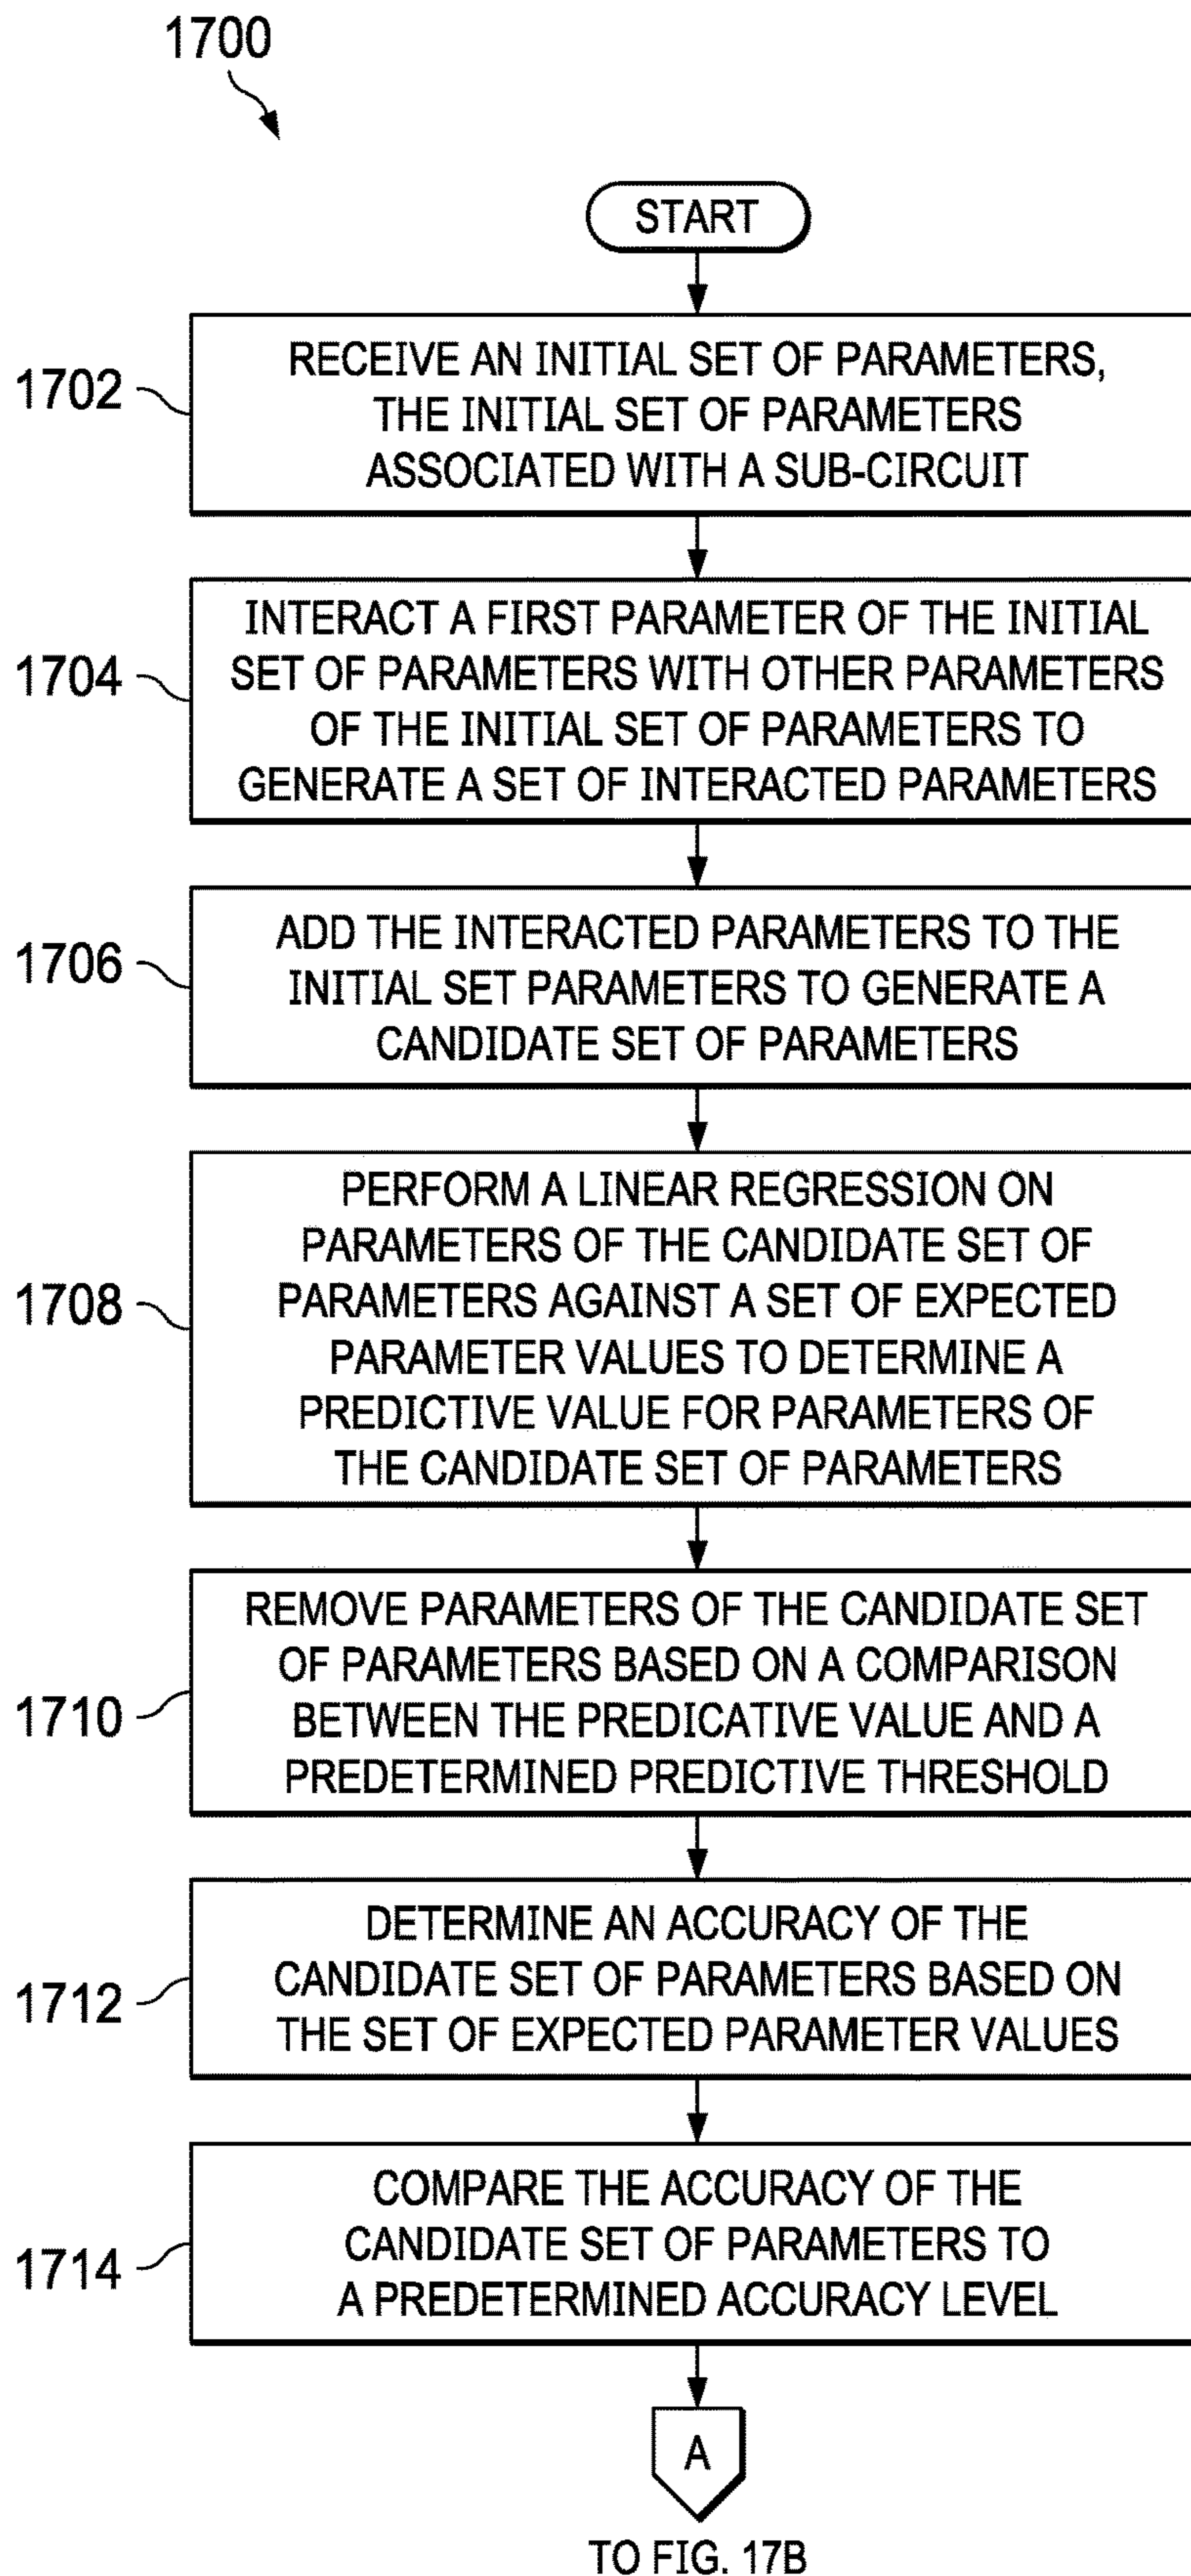 1700
START
1702
RECEIVE AN INITIAL SET OF PARAMETERS,
THE INITIAL SET OF PARAMETERS
ASSOCIATED WITH A SUB-CIRCUIT
1704
INTERACT A FIRST PARAMETER OF THE INITIAL
SET OF PARAMETERS WITH OTHER PARAMETERS
OF THE INITIAL SET OF PARAMETERS TO
GENERATE A SET OF INTERACTED PARAMETERS
1706
ADD THE INTERACTED PARAMETERS TO THE
INITIAL SET PARAMETERS TO GENERATE A
CANDIDATE SET OF PARAMETERS
1708
PERFORM A LINEAR REGRESSION ON
PARAMETERS OF THE CANDIDATE SET OF
PARAMETERS AGAINST A SET OF EXPECTED
PARAMETER VALUES TO DETERMINE A
PREDICTIVE VALUE FOR PARAMETERS OF
THE CANDIDATE SET OF PARAMETERS
1710
REMOVE PARAMETERS OF THE CANDIDATE SET
OF PARAMETERS BASED ON A COMPARISON
BETWEEN THE PREDICATIVE VALUE AND A
PREDETERMINED PREDICTIVE THRESHOLD
1712
DETERMINE AN ACCURACY OF THE
CANDIDATE SET OF PARAMETERS BASED ON
THE SET OF EXPECTED PARAMETER VALUES
1714
COMPARE THE ACCURACY OF THE
CANDIDATE SET OF PARAMETERS TO
A PREDETERMINED ACCURACY LEVEL
A
TO FIG. 17B